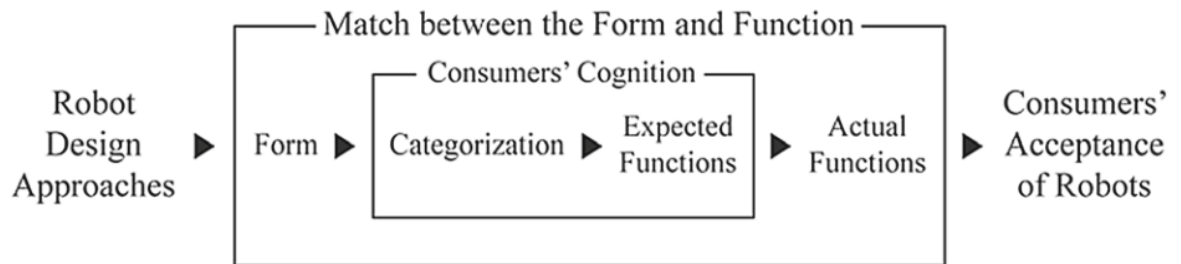 Match between the Form and Function
Consumers' Cognition
Robot
Design
Approaches
Form
Categorization
Expected
Functions
Actual
Functions
Consumers'
Acceptance
of Robots